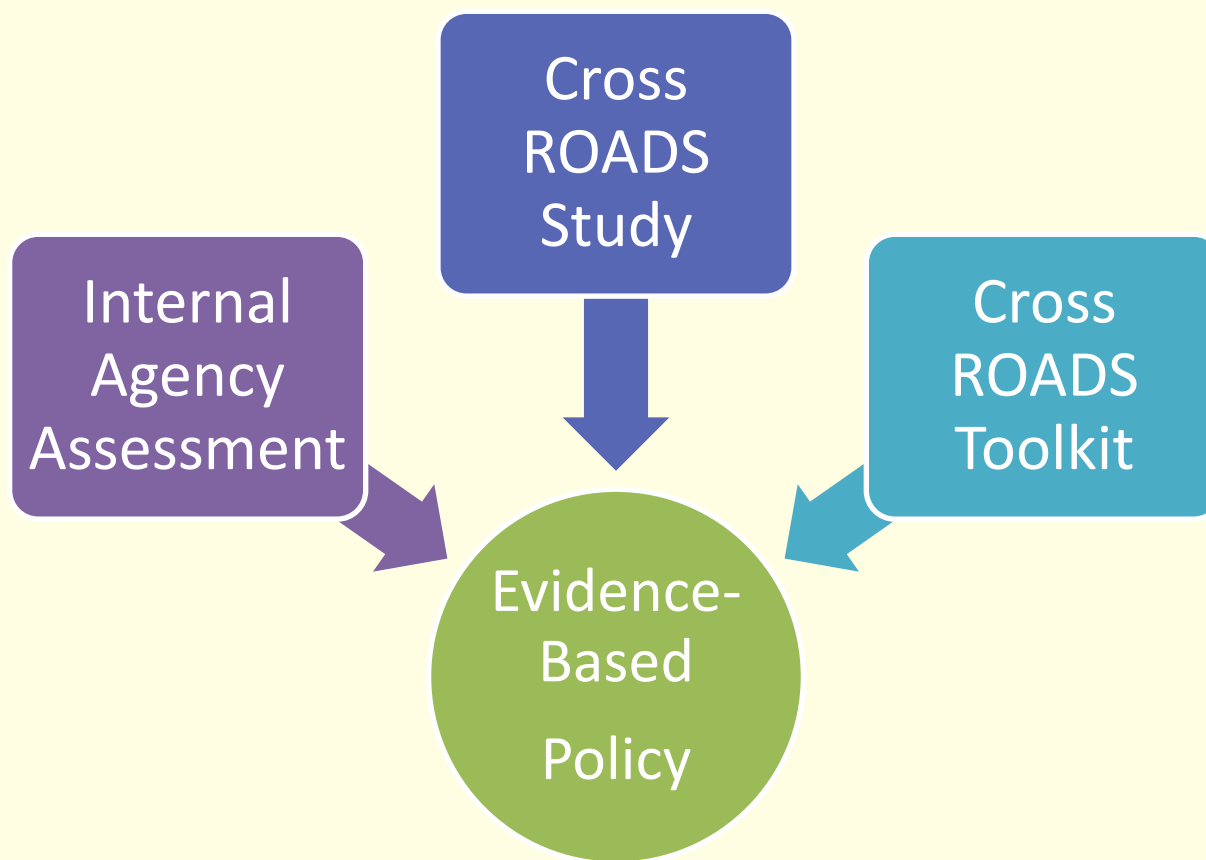 Cross
ROADS
Study
Internal
Agency
Assessment
Cross
ROADS
Toolkit
Evidence-
Based
Policy